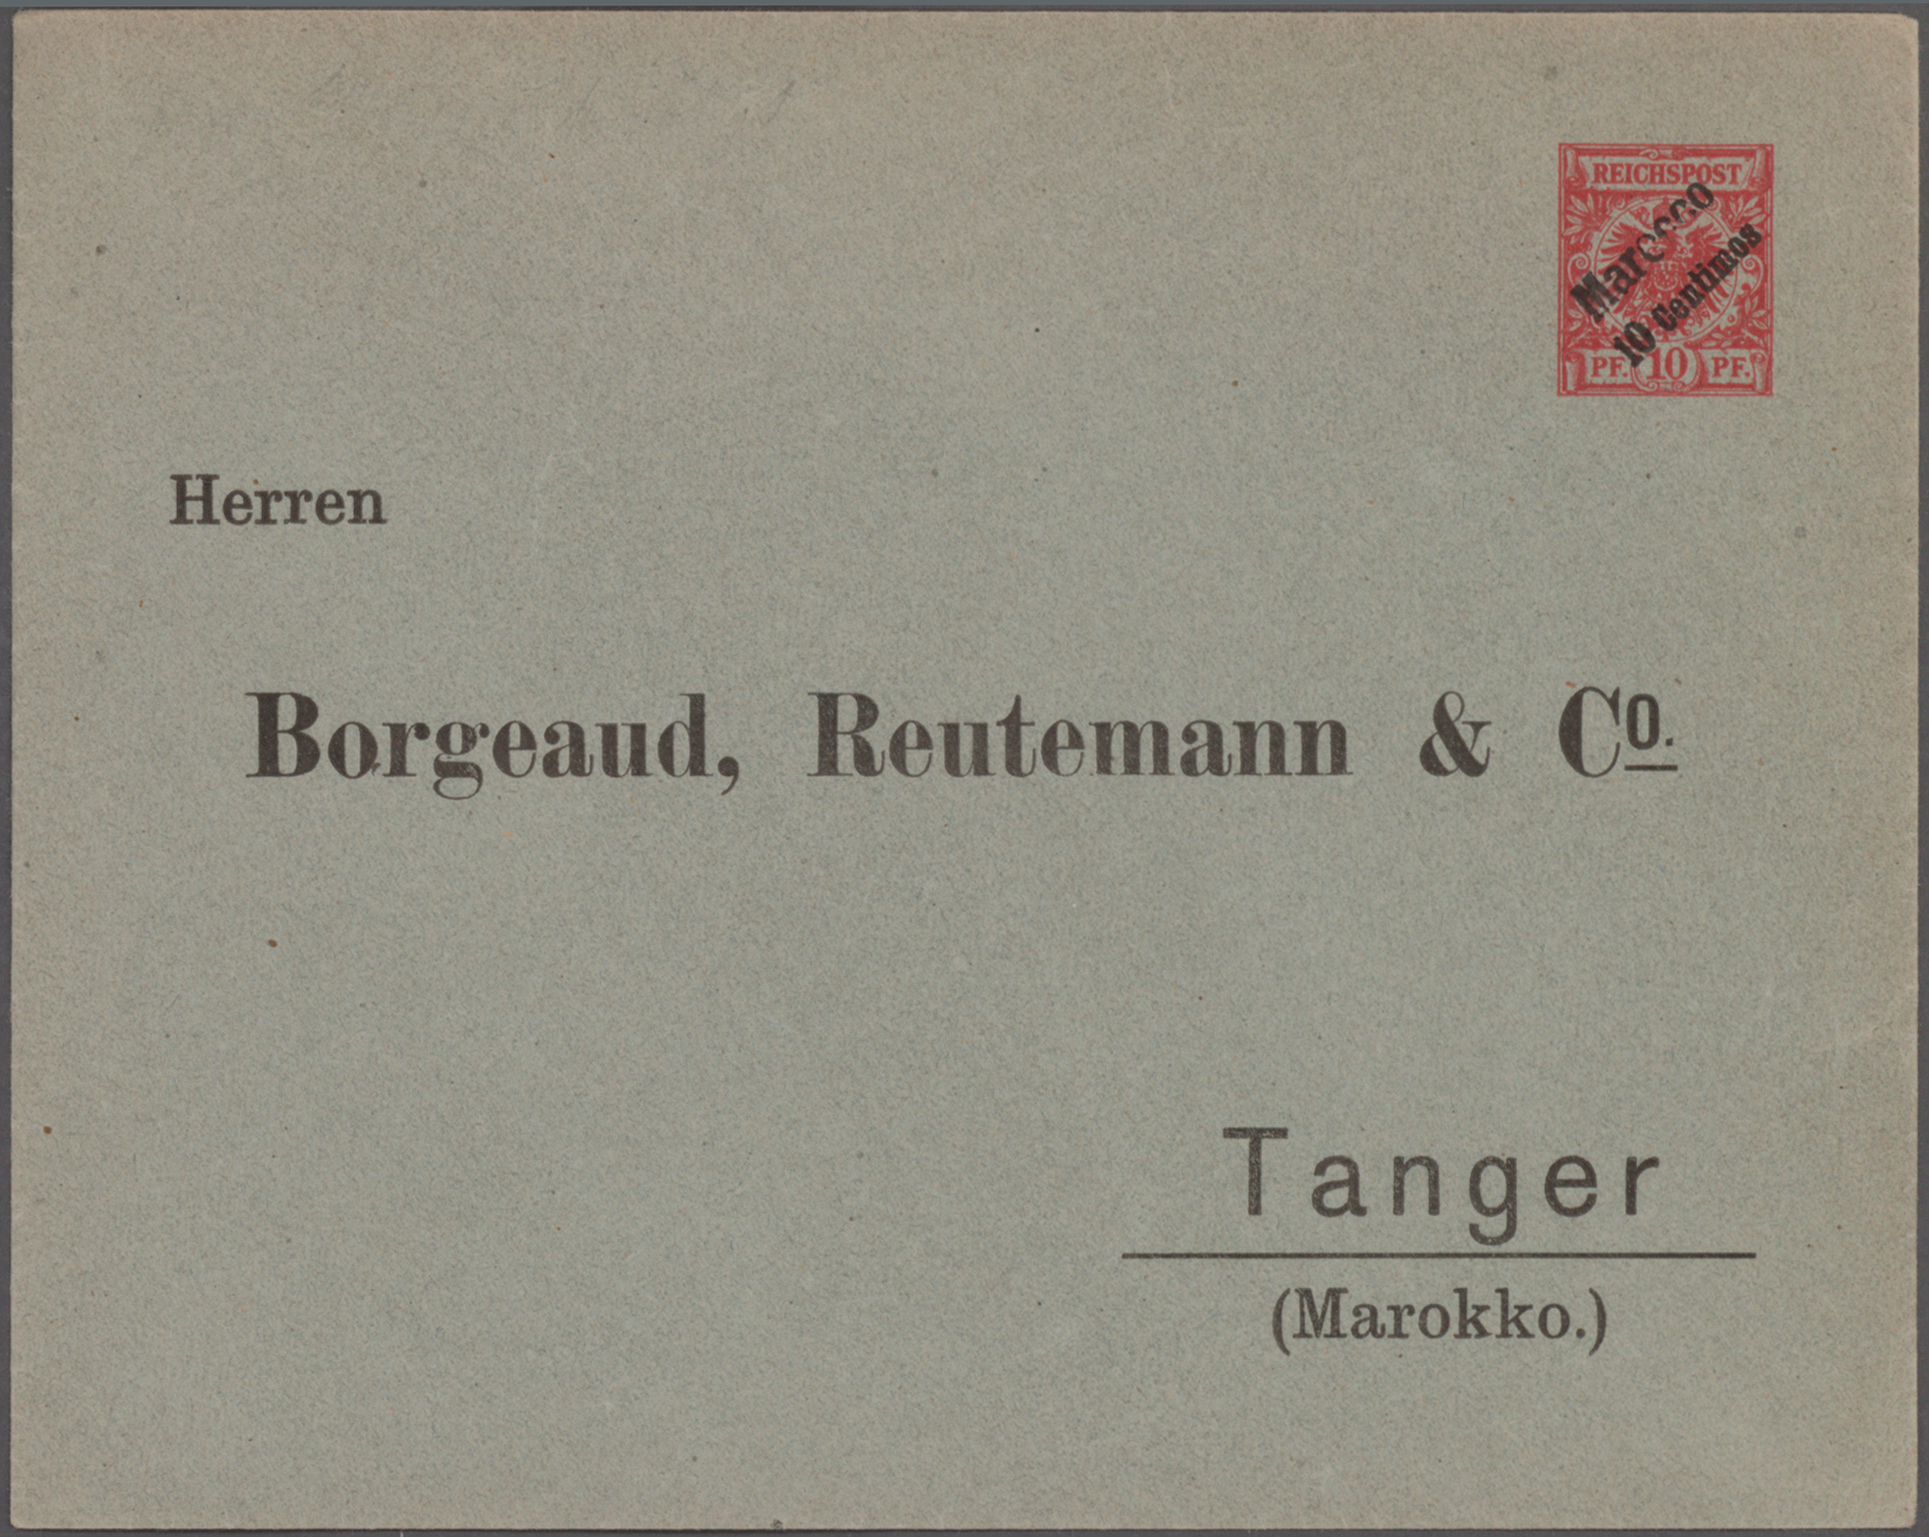 REICHSPOST
Marocco
10 Centimos
PF. 10 PF.
Herren
Borgeaud, Reutemann & Co.
Tanger
(Marokko.)